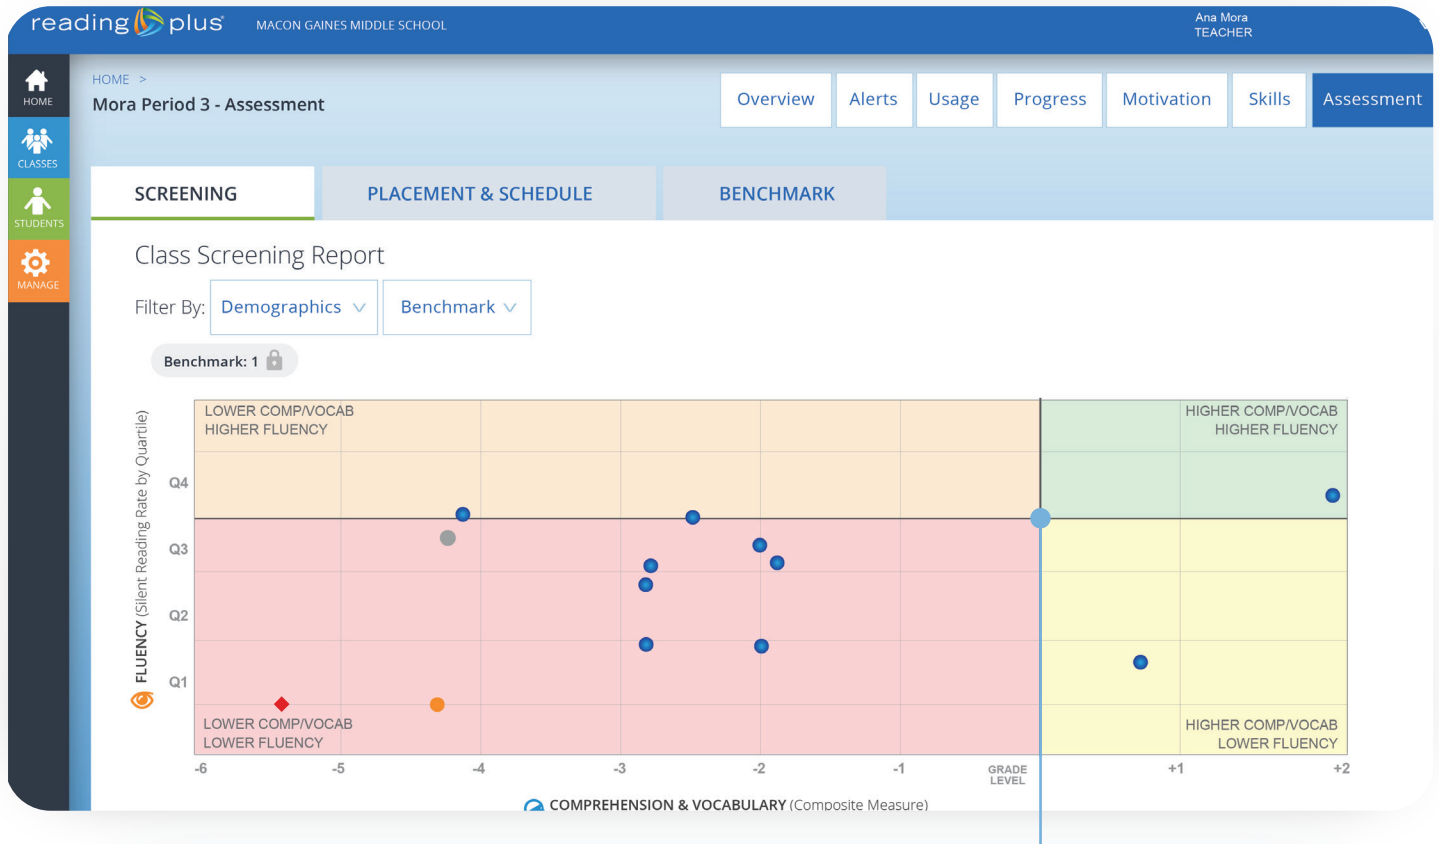 reading plus
MACON GAINES MIDDLE SCHOOL
Ana Mora
TEACHER
HOME
CLASSES
STUDENTS
MANAGE
HOME >
Mora Period 3 - Assessment
Overview
Alerts
Usage
Progress
Motivation
Skills
Assessment
SCREENING
PLACEMENT & SCHEDULE
BENCHMARK
Class Screening Report
Filter By:
Demographics
Benchmark
Benchmark: 1
LOWER COMP/VOCAB
HIGHER FLUENCY
HIGHER COMP/VOCAB
HIGHER FLUENCY
FLUENCY (Silent Reading Rate by Quartile)
Q4
Q3
Q2
Q1
LOWER COMP/VOCAB
LOWER FLUENCY
HIGHER COMP/VOCAB
LOWER FLUENCY
-6
-5
-4
-3
-2
-1
GRADE
LEVEL
+1
+2
COMPREHENSION & VOCABULARY (Composite Measure)